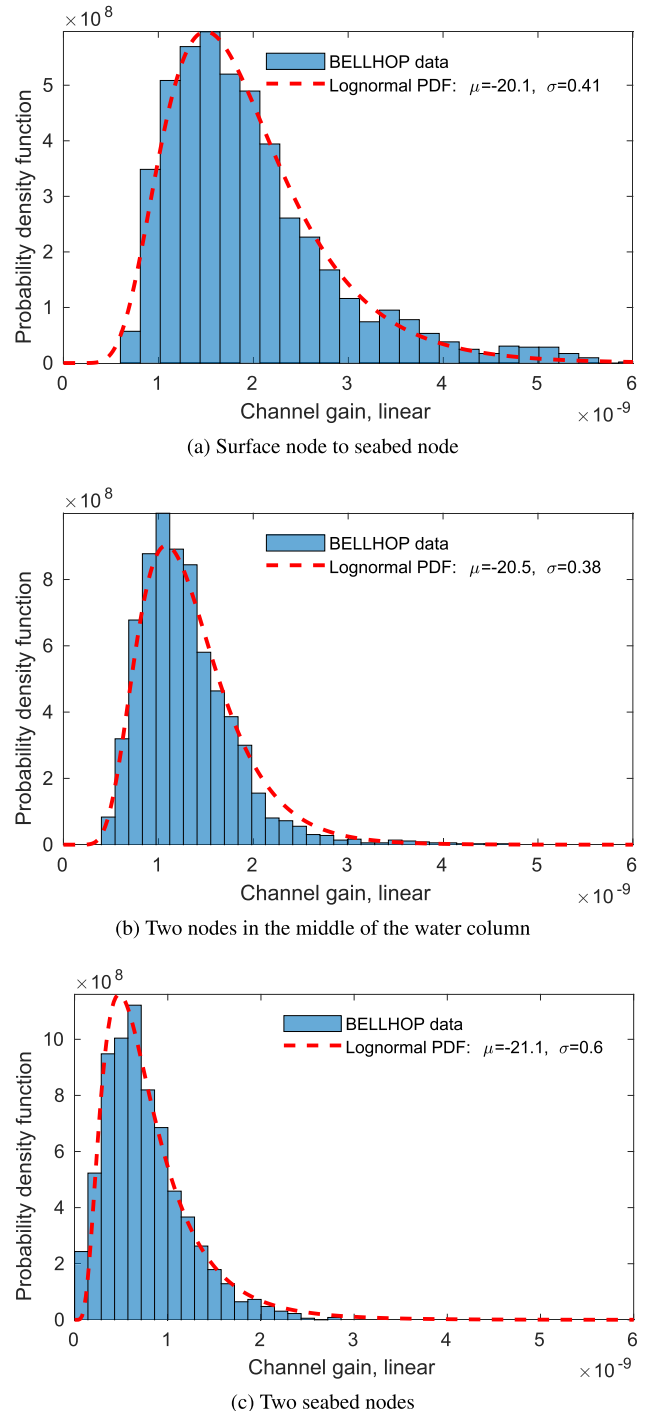 ×10^8
BELLHOP data
Lognormal PDF: μ=-20.1, σ=0.41
Probability density function
5
4
3
2
1
0
0 1 2 3 4 5 6
Channel gain, linear
×10^-9
(a) Surface node to seabed node
×10^8
BELLHOP data
Lognormal PDF: μ=-20.5, σ=0.38
Probability density function
8
6
4
2
0
0 1 2 3 4 5 6
Channel gain, linear
×10^-9
(b) Two nodes in the middle of the water column
×10^8
BELLHOP data
Lognormal PDF: μ=-21.1, σ=0.6
Probability density function
10
8
6
4
2
0
0 1 2 3 4 5 6
Channel gain, linear
×10^-9
(c) Two seabed nodes